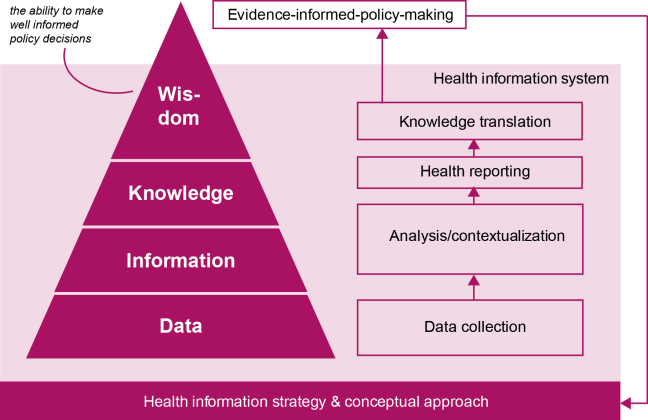 the ability to make
well informed
policy decisions
Evidence-informed-policy-making
Health information system
Wis-
dom
Knowledge translation
Health reporting
Knowledge
Analysis/contextualization
Information
Data
Data collection
Health information strategy & conceptual approach